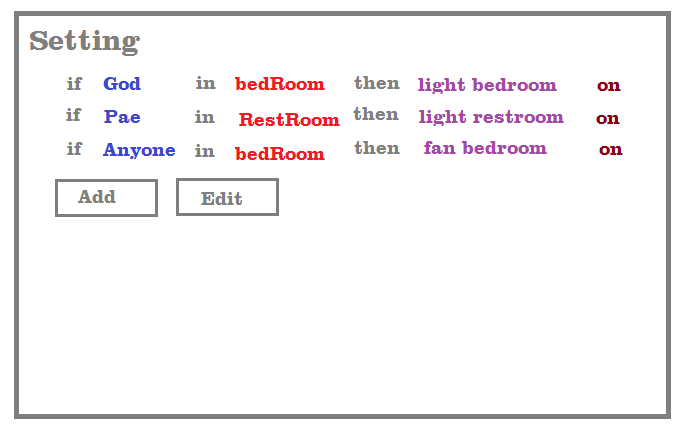 Setting
if God in bedRoom then light bedroom on
if Pae in RestRoom then light restroom on
if Anyone in bedRoom then fan bedroom on
Add Edit